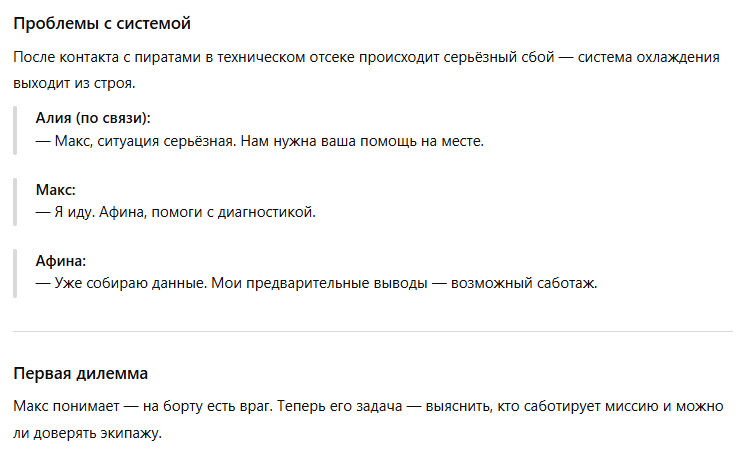 Проблемы с системой
После контакта с пиратами в техническом отсеке происходит серьёзный сбой — система охлаждения
выходит из строя.
Алия (по связи):
— Макс, ситуация серьёзная. Нам нужна ваша помощь на месте.
Макс:
— Я иду. Афина, помоги с диагностикой.
Афина:
— Уже собираю данные. Мои предварительные выводы — возможный саботаж.
Первая дилемма
Макс понимает — на борту есть враг. Теперь его задача — выяснить, кто саботирует миссию и можно
ли доверять экипажу.